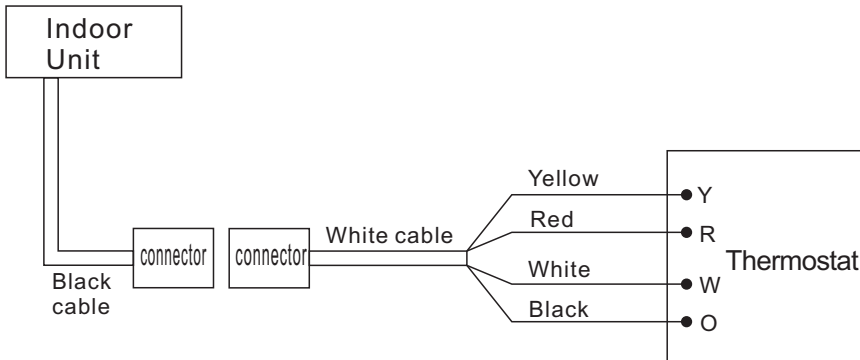 Indoor
Unit
Yellow
Y
Red
R
White cable
connector
connector
Thermostat
White
W
Black
cable
Black
O